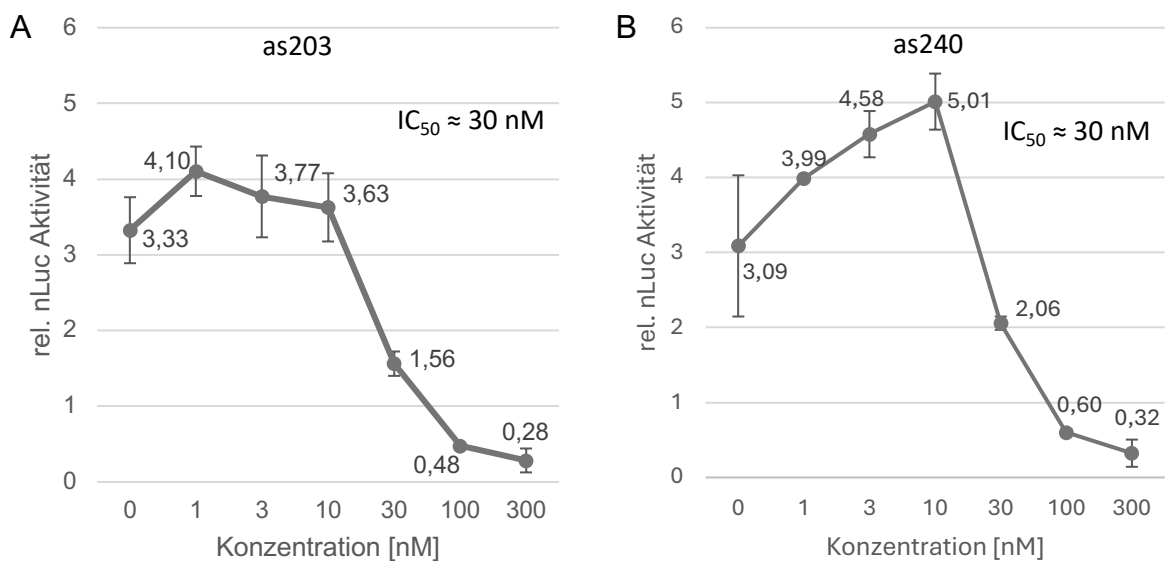 A
as203
IC₅₀ ≈ 30 nM
rel. nLuc Aktivität
6
5
4
3
2
1
0
3,33
4,10
3,77
3,63
1,56
0,48
0,28
0 1 3 10 30 100 300
Konzentration [nM]
B
as240
IC₅₀ ≈ 30 nM
rel. nLuc Aktivität
6
5
4
3
2
1
0
3,09
3,99
4,58
5,01
2,06
0,60
0,32
0 1 3 10 30 100 300
Konzentration [nM]